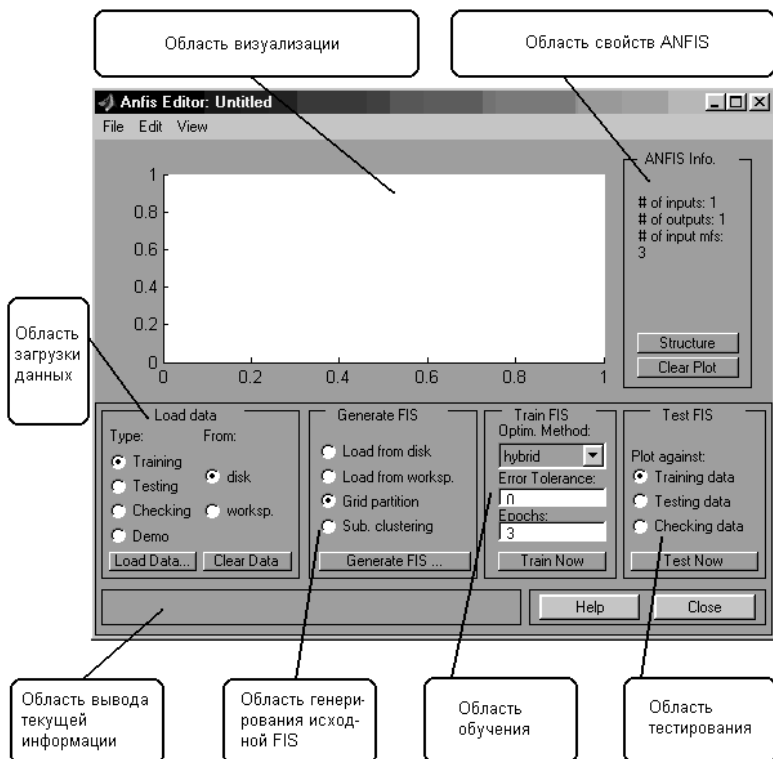 Область визуализации
Область свойств ANFIS
Anfis Editor: Untitled
File Edit View
ANFIS Info.
# of inputs: 1
# of outputs: 1
# of input mfs:
3
Structure
Clear Plot
1
0.8
0.6
0.4
0.2
0
0 0.2 0.4 0.6 0.8 1
Область
загрузки
данных
Load data
Type: From:
Training
Testing
Checking
Demo
disk
worksp.
Load Data... Clear Data
Generate FIS
Load from disk
Load from worksp.
Grid partition
Sub. clustering
Generate FIS ...
Train FIS
Optim. Method:
hybrid
Error Tolerance:
0
Epochs:
3
Train Now
Test FIS
Plot against:
Training data
Testing data
Checking data
Test Now
Help Close
Область вывода
текущей
информации
Область генери-
рования исход-
ной FIS
Область
обучения
Область
тестирования